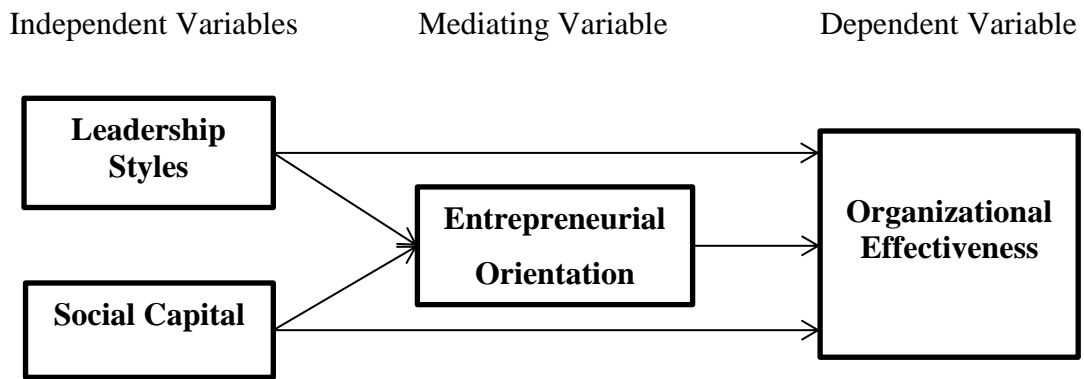 Independent Variables
Mediating Variable
Dependent Variable
Leadership
Styles
Social Capital
Entrepreneurial
Orientation
Organizational
Effectiveness